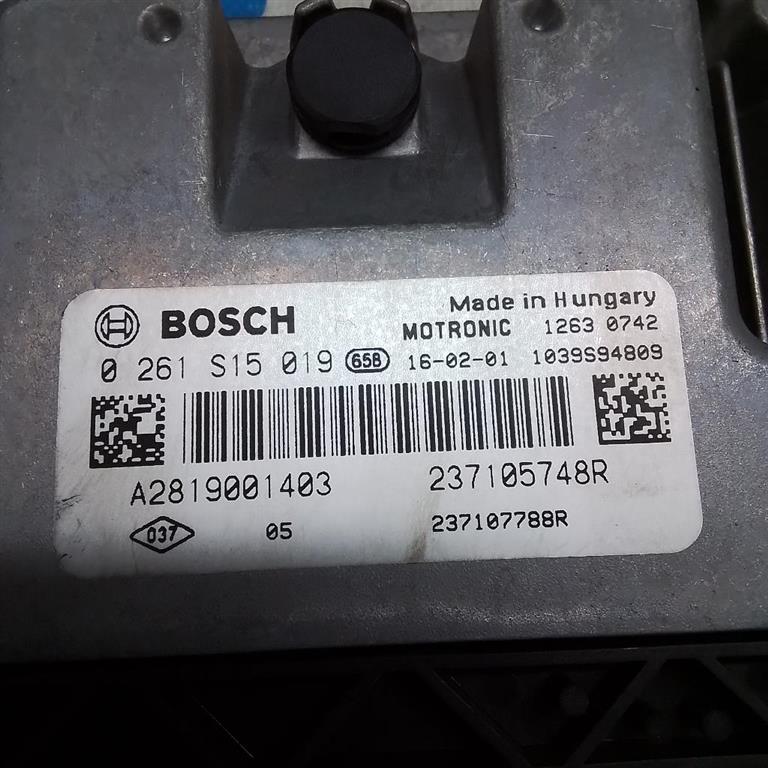 BOSCH
Made in Hungary
MOTRONIC 1263 0742
0 261 S15 019 65B 16-02-01 1039S94809
A2819001403 237105748R
037 05 237107788R